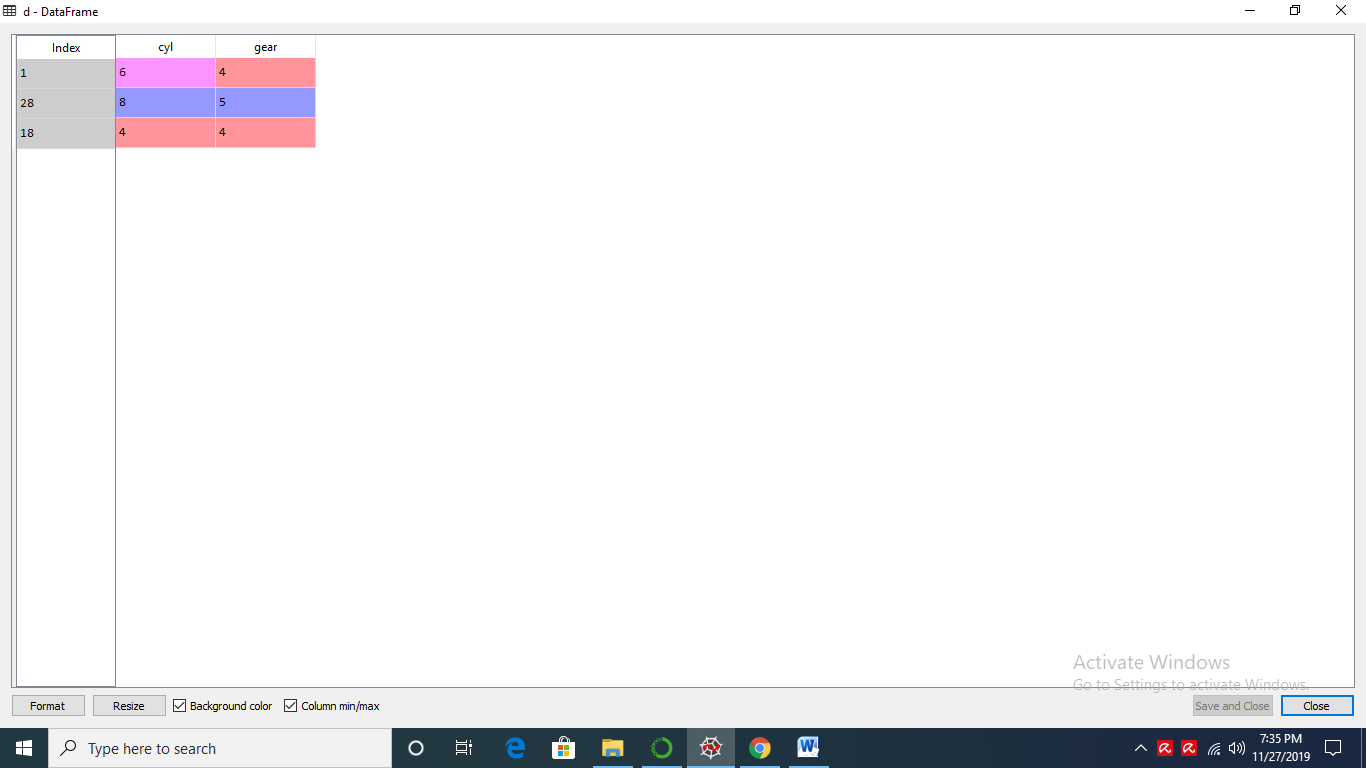 d - DataFrame
Index cyl gear
1 6 4
28 8 5
18 4 4
Activate Windows
Go to Settings to activate Windows.
Format Resize Background color Column min/max Save and Close Close
Type here to search
7:35 PM
11/27/2019